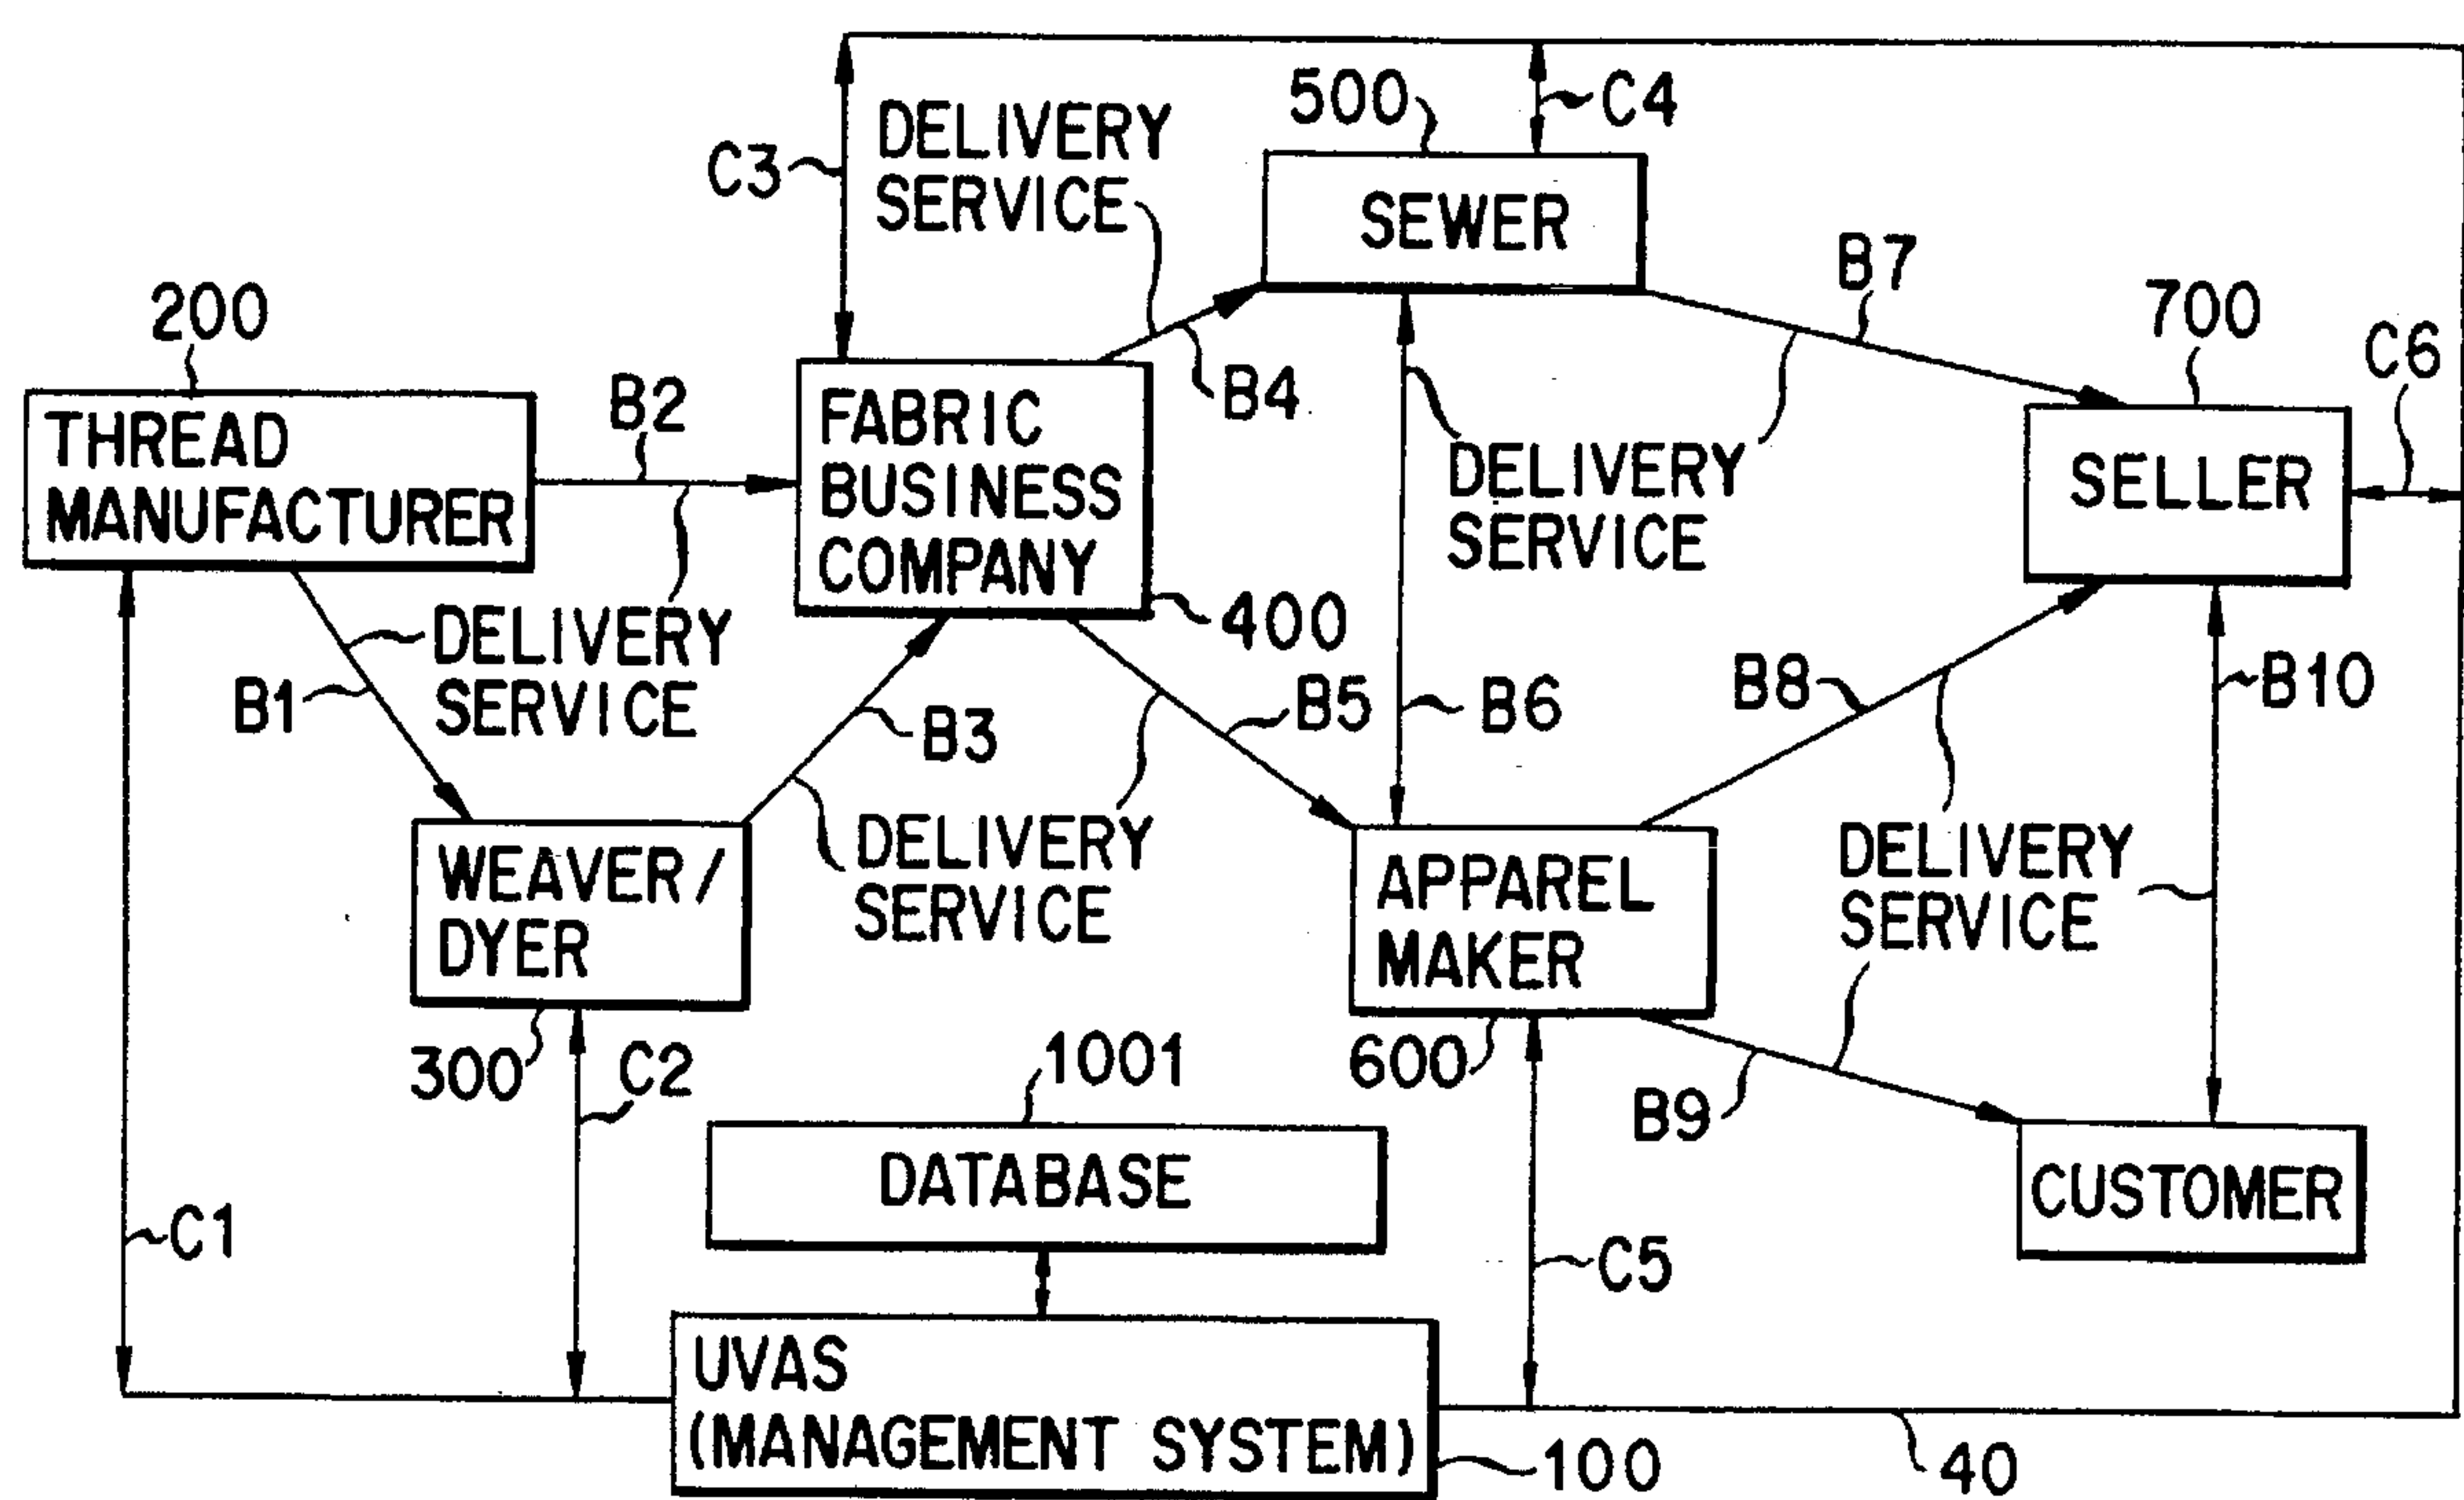 C3
DELIVERY
SERVICE
500
C4
SEWER
B7
200
700
C6
THREAD
MANUFACTURER
B2
FABRIC
BUSINESS
COMPANY
B4
DELIVERY
SERVICE
SELLER
400
DELIVERY
SERVICE
B1
B3
B5
B6
B8
B10
WEAVER/
DYER
DELIVERY
SERVICE
APPAREL
MAKER
DELIVERY
SERVICE
300
C2
1001
600
B9
DATABASE
CUSTOMER
C1
C5
UVAS
(MANAGEMENT SYSTEM)
100
40